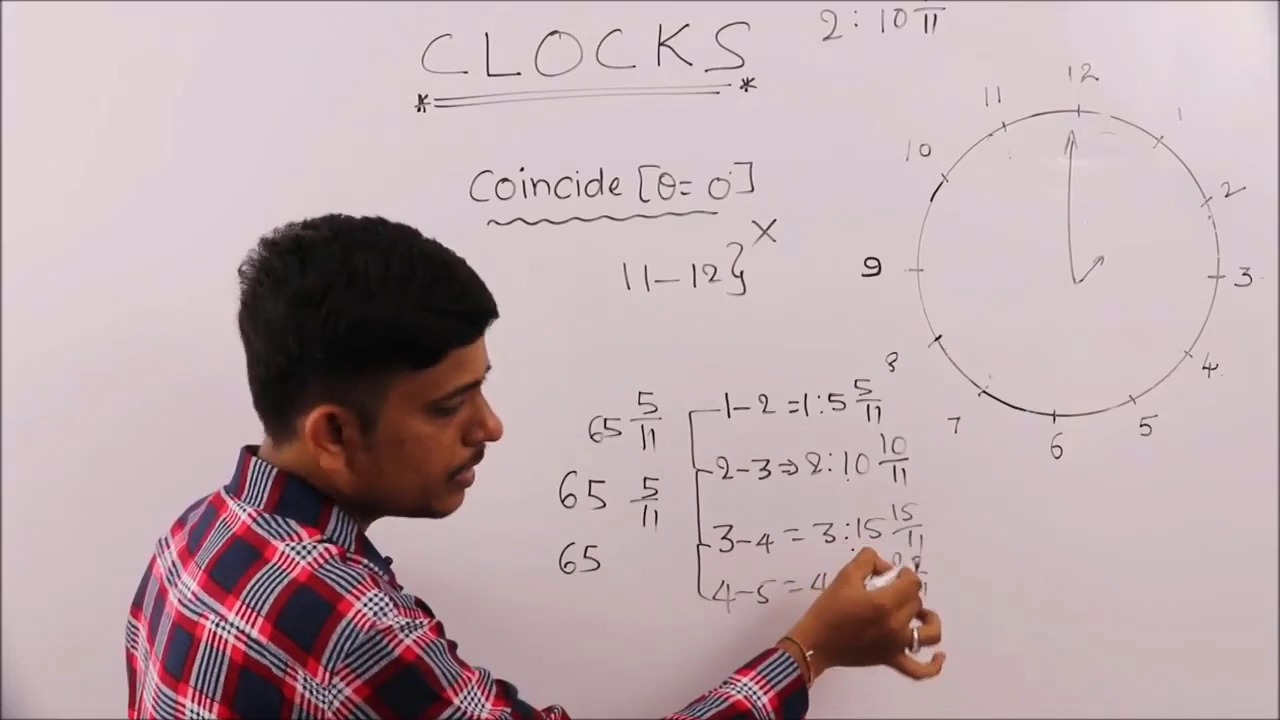 2 : 10 10/11
CLOCKS
Coincide [θ = 0°]
11 – 12} X
65 5/11
65 5/11
65
1 – 2 = 1 : 5 5/11
2 – 3 ⇒ 2 : 10 10/11
3 – 4 = 3 : 15 15/11
4 – 5 = 4
12
1
2
3
4
5
6
7
8
9
10
11